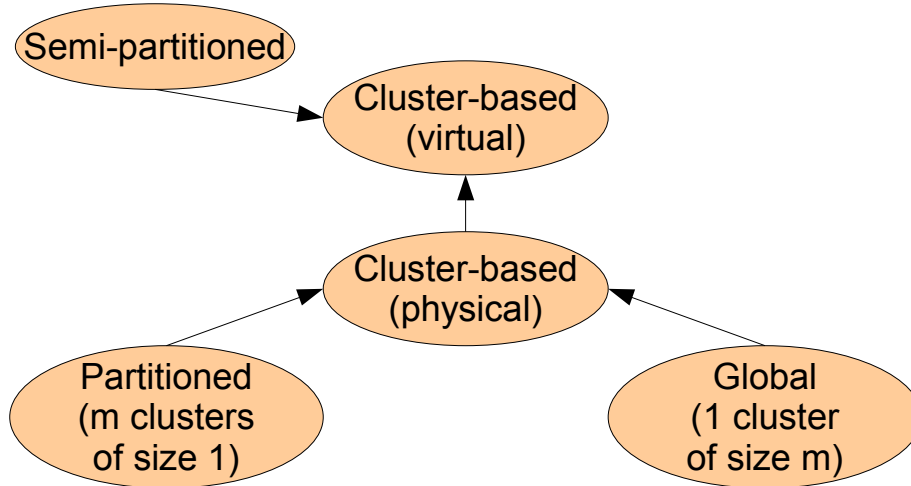 Semi-partitioned
Cluster-based
(virtual)
Cluster-based
(physical)
Partitioned
(m clusters
of size 1)
Global
(1 cluster
of size m)